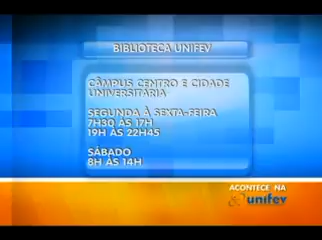 BIBLIOTECA UNIFEV
CÂMPUS CENTRO E CIDADE
UNIVERSITÁRIA
SEGUNDA À SEXTA-FEIRA
7H30 ÀS 17H
19H ÀS 22H45
SÁBADO
8H ÀS 14H
ACONTECE NA
unifev